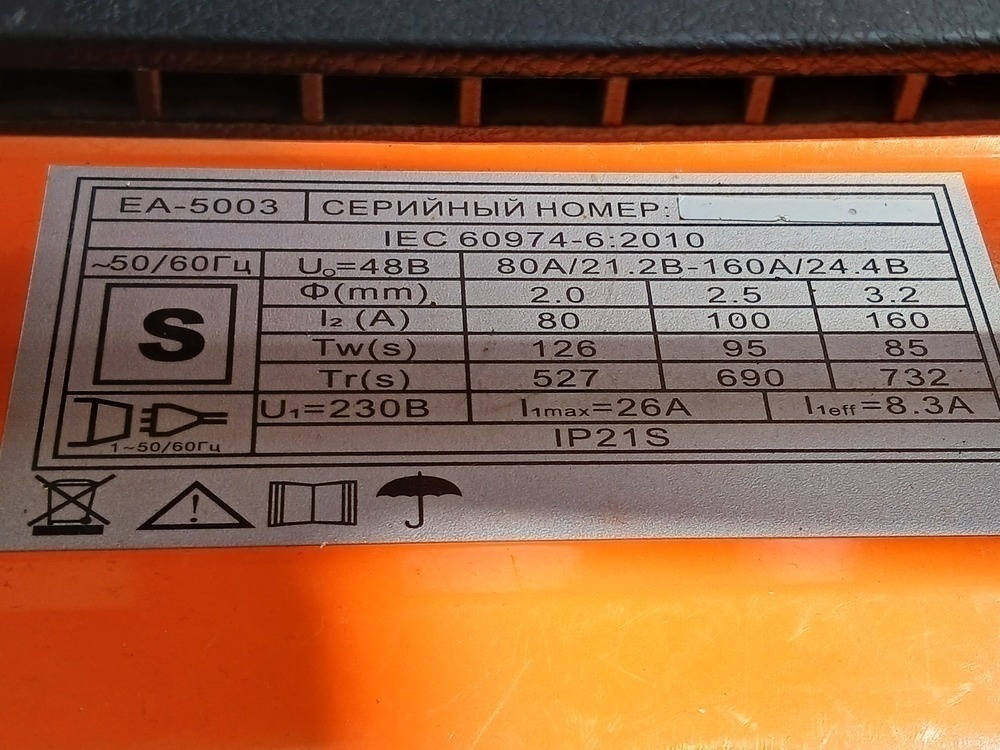 EA-5003 СЕРИЙНЫЙ НОМЕР:
IEC 60974-6:2010
~50/60Гц U₀=48В 80А/21.2В-160А/24.4В
Ф(mm) 2.0 2.5 3.2
I₂ (A) 80 100 160
S
Tw(s) 126 95 85
Tr(s) 527 690 732
U₁=230В I₁max=26A I₁eff=8.3A
1~50/60Гц
IP21S